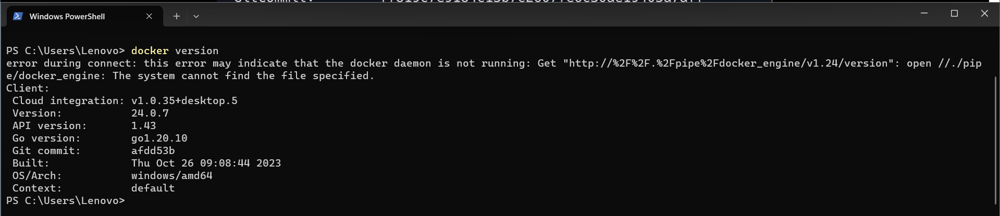 Windows PowerShell
PS C:\Users\Lenovo> docker version
error during connect: this error may indicate that the docker daemon is not running: Get "http://%2F%2F.%2Fpipe%2Fdocker_engine/v1.24/version": open //./pip
e/docker_engine: The system cannot find the file specified.
Client:
 Cloud integration: v1.0.35+desktop.5
 Version:           24.0.7
 API version:       1.43
 Go version:        go1.20.10
 Git commit:        afdd53b
 Built:             Thu Oct 26 09:08:44 2023
 OS/Arch:           windows/amd64
 Context:           default
PS C:\Users\Lenovo>